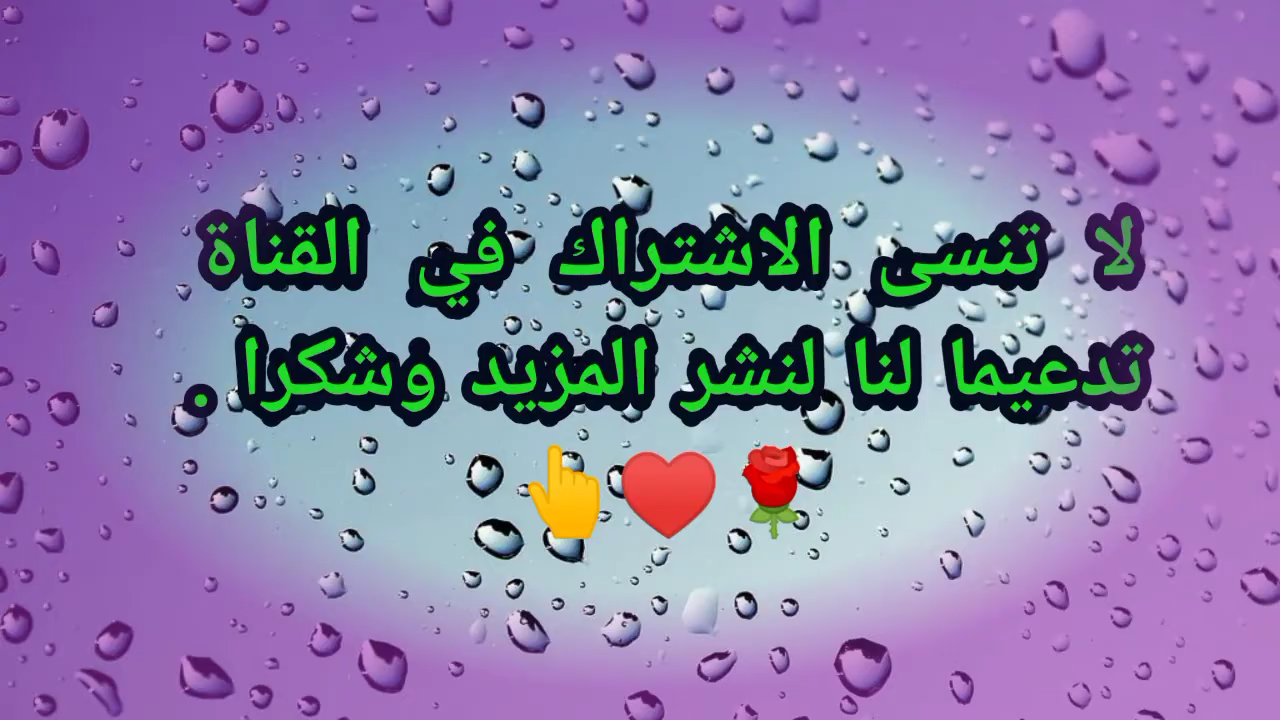 لا تنسى الاشتراك في القناة
تدعيما لنا لنشر المزيد وشكرا .